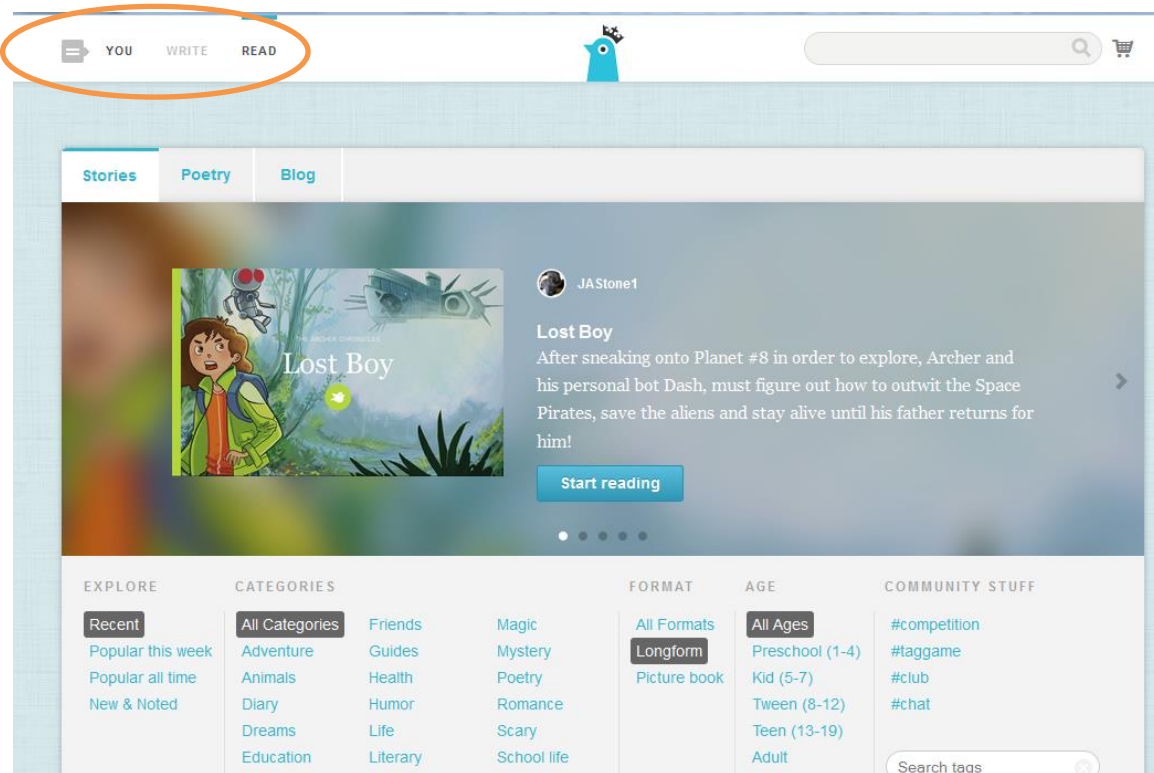 YOU WRITE READ
Stories Poetry Blog
THE ARCHER CHRONICLES
Lost Boy
JAStone1
Lost Boy
After sneaking onto Planet #8 in order to explore, Archer and
his personal bot Dash, must figure out how to outwit the Space
Pirates, save the aliens and stay alive until his father returns for
him!
Start reading
EXPLORE
Recent
Popular this week
Popular all time
New & Noted
CATEGORIES
All Categories
Adventure
Animals
Diary
Dreams
Education
Friends
Guides
Health
Humor
Life
Literary
Magic
Mystery
Poetry
Romance
Scary
School life
FORMAT
All Formats
Longform
Picture book
AGE
All Ages
Preschool (1-4)
Kid (5-7)
Tween (8-12)
Teen (13-19)
Adult
COMMUNITY STUFF
#competition
#taggame
#club
#chat
Search tags